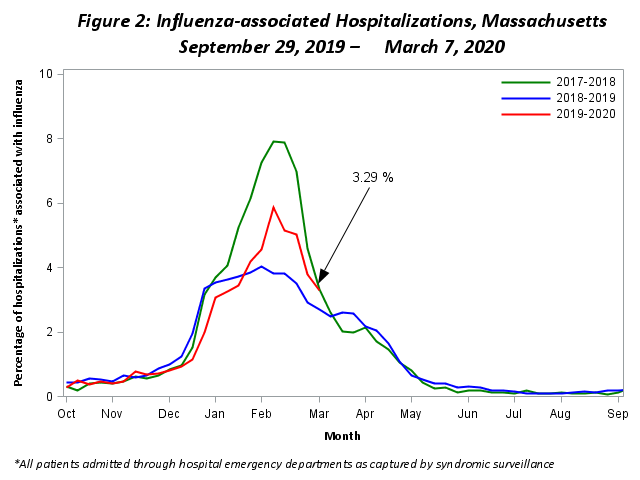 Figure 2: Influenza-associated Hospitalizations, Massachusetts
September 29, 2019 – March 7, 2020
Percentage of hospitalizations* associated with influenza
10
8
6
4
2
0
2017-2018
2018-2019
2019-2020
3.29 %
Oct Nov Dec Jan Feb Mar Apr May Jun Jul Aug Sep
Month
*All patients admitted through hospital emergency departments as captured by syndromic surveillance